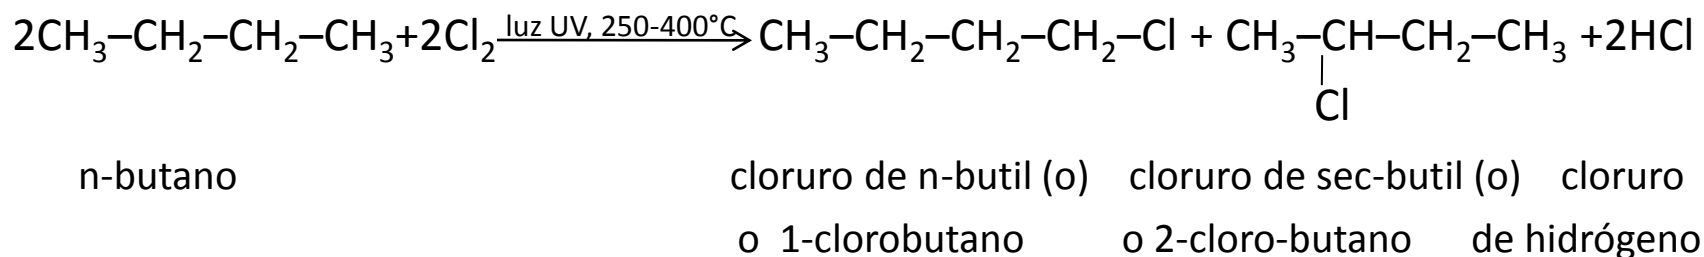 2CH₃–CH₂–CH₂–CH₃+2Cl₂ luz UV, 250-400°C CH₃–CH₂–CH₂–CH₂–Cl + CH₃–CH–CH₂–CH₃ +2HCl
Cl
n-butano cloruro de n-butil (o) cloruro de sec-butil (o) cloruro
o 1-clorobutano o 2-cloro-butano de hidrógeno